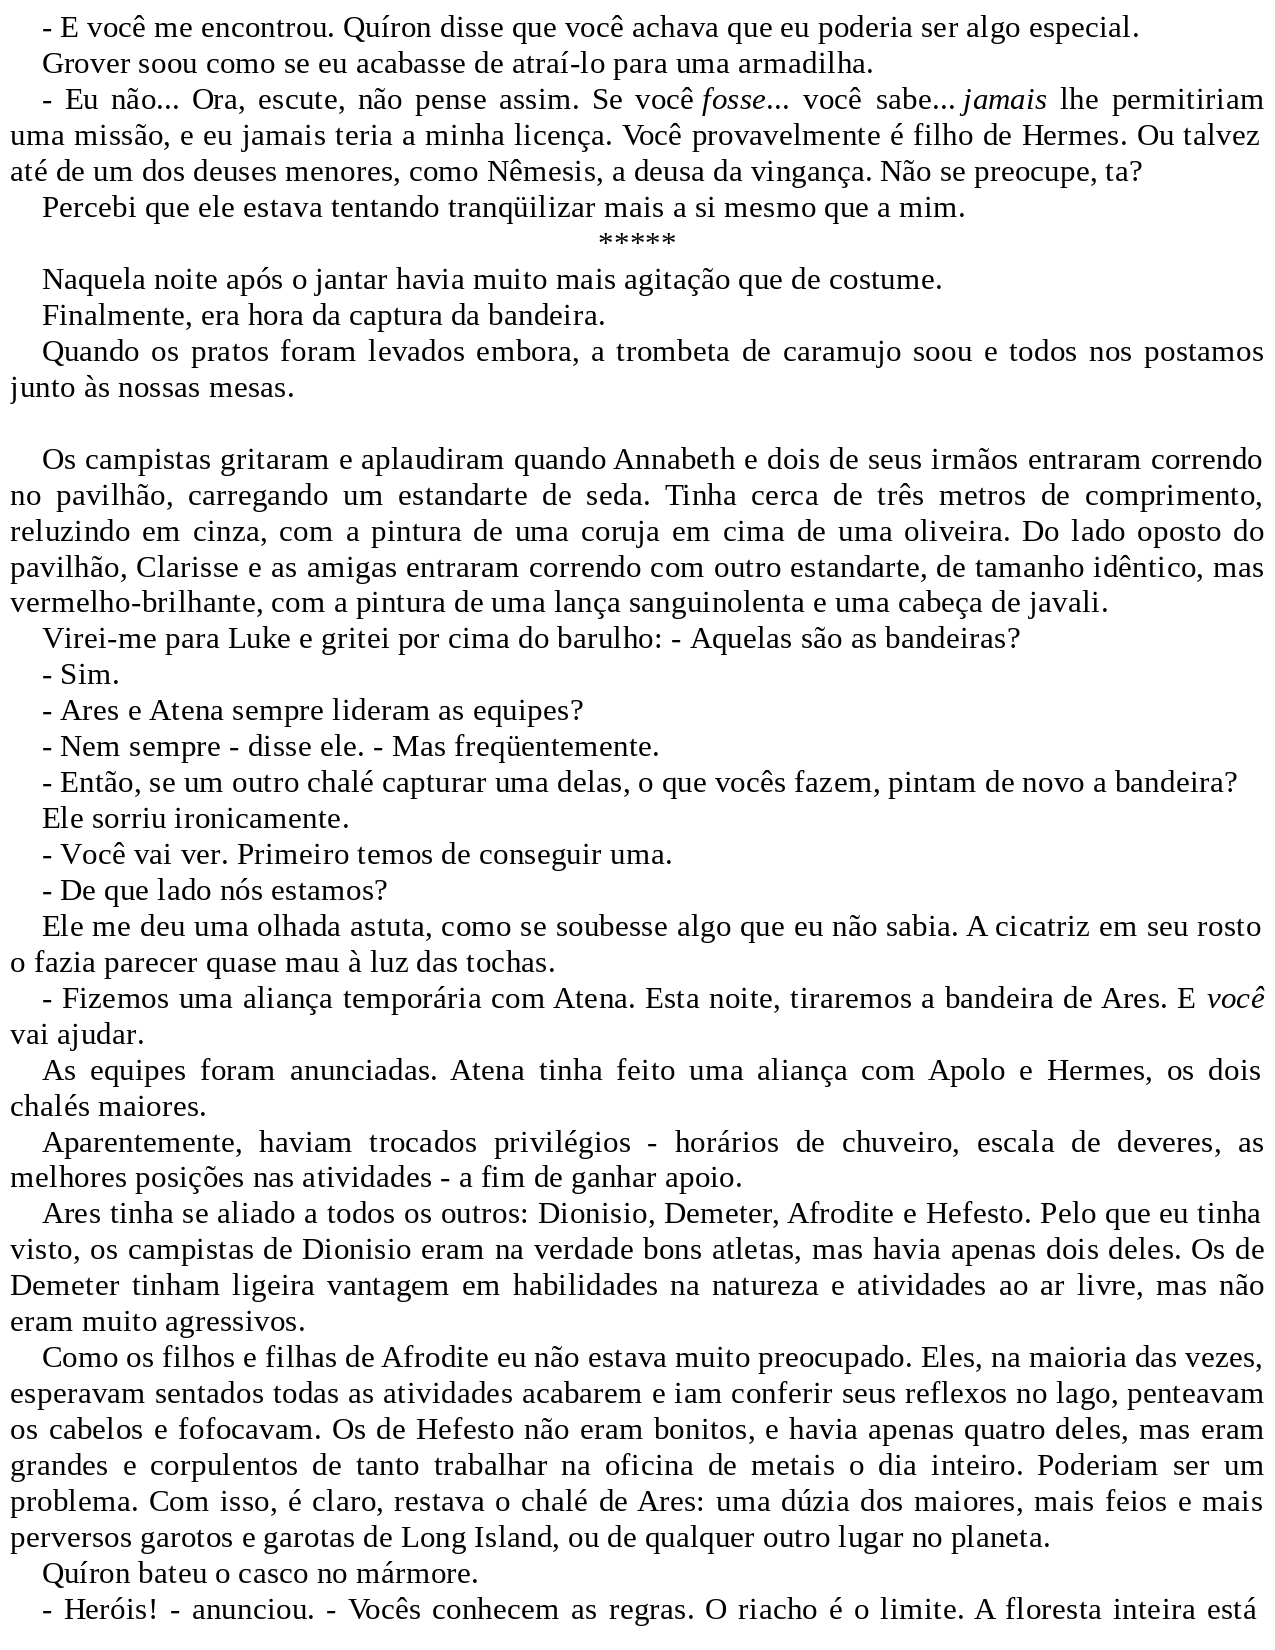 - E você me encontrou. Quíron disse que você achava que eu poderia ser algo especial.
Grover soou como se eu acabasse de atraí-lo para uma armadilha.
- Eu não... Ora, escute, não pense assim. Se você fosse... você sabe... jamais lhe permitiriam
uma missão, e eu jamais teria a minha licença. Você provavelmente é filho de Hermes. Ou talvez
até de um dos deuses menores, como Nêmesis, a deusa da vingança. Não se preocupe, ta?
Percebi que ele estava tentando tranqüilizar mais a si mesmo que a mim.
*****
Naquela noite após o jantar havia muito mais agitação que de costume.
Finalmente, era hora da captura da bandeira.
Quando os pratos foram levados embora, a trombeta de caramujo soou e todos nos postamos
junto às nossas mesas.
Os campistas gritaram e aplaudiram quando Annabeth e dois de seus irmãos entraram correndo
no pavilhão, carregando um estandarte de seda. Tinha cerca de três metros de comprimento,
reluzindo em cinza, com a pintura de uma coruja em cima de uma oliveira. Do lado oposto do
pavilhão, Clarisse e as amigas entraram correndo com outro estandarte, de tamanho idêntico, mas
vermelho-brilhante, com a pintura de uma lança sanguinolenta e uma cabeça de javali.
Virei-me para Luke e gritei por cima do barulho: - Aquelas são as bandeiras?
- Sim.
- Ares e Atena sempre lideram as equipes?
- Nem sempre - disse ele. - Mas freqüentemente.
- Então, se um outro chalé capturar uma delas, o que vocês fazem, pintam de novo a bandeira?
Ele sorriu ironicamente.
- Você vai ver. Primeiro temos de conseguir uma.
- De que lado nós estamos?
Ele me deu uma olhada astuta, como se soubesse algo que eu não sabia. A cicatriz em seu rosto
o fazia parecer quase mau à luz das tochas.
- Fizemos uma aliança temporária com Atena. Esta noite, tiraremos a bandeira de Ares. E você
vai ajudar.
As equipes foram anunciadas. Atena tinha feito uma aliança com Apolo e Hermes, os dois
chalés maiores.
Aparentemente, haviam trocados privilégios - horários de chuveiro, escala de deveres, as
melhores posições nas atividades - a fim de ganhar apoio.
Ares tinha se aliado a todos os outros: Dionisio, Demeter, Afrodite e Hefesto. Pelo que eu tinha
visto, os campistas de Dionisio eram na verdade bons atletas, mas havia apenas dois deles. Os de
Demeter tinham ligeira vantagem em habilidades na natureza e atividades ao ar livre, mas não
eram muito agressivos.
Como os filhos e filhas de Afrodite eu não estava muito preocupado. Eles, na maioria das vezes,
esperavam sentados todas as atividades acabarem e iam conferir seus reflexos no lago, penteavam
os cabelos e fofocavam. Os de Hefesto não eram bonitos, e havia apenas quatro deles, mas eram
grandes e corpulentos de tanto trabalhar na oficina de metais o dia inteiro. Poderiam ser um
problema. Com isso, é claro, restava o chalé de Ares: uma dúzia dos maiores, mais feios e mais
perversos garotos e garotas de Long Island, ou de qualquer outro lugar no planeta.
Quíron bateu o casco no mármore.
- Heróis! - anunciou. - Vocês conhecem as regras. O riacho é o limite. A floresta inteira está